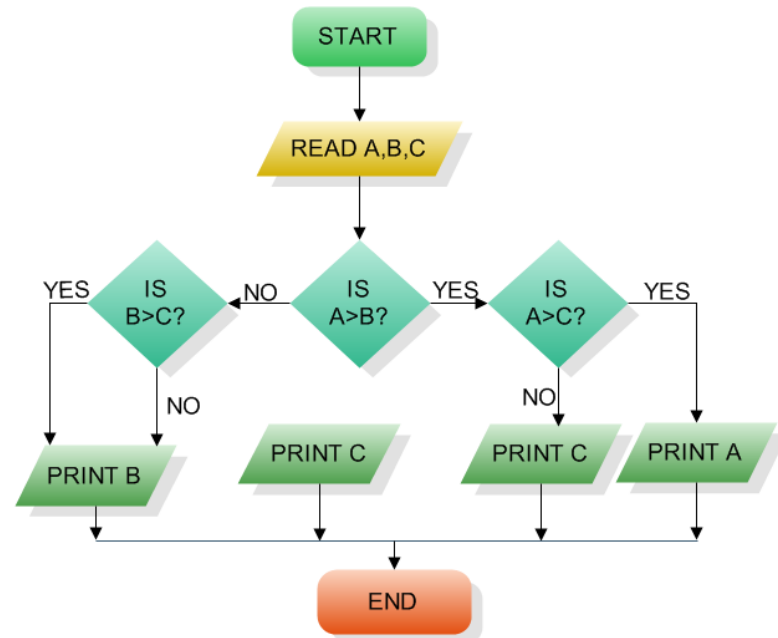 START
READ A,B,C
YES
IS
B>C?
NO
IS
A>B?
YES
IS
A>C?
YES
NO
NO
PRINT B
PRINT C
PRINT C
PRINT A
END